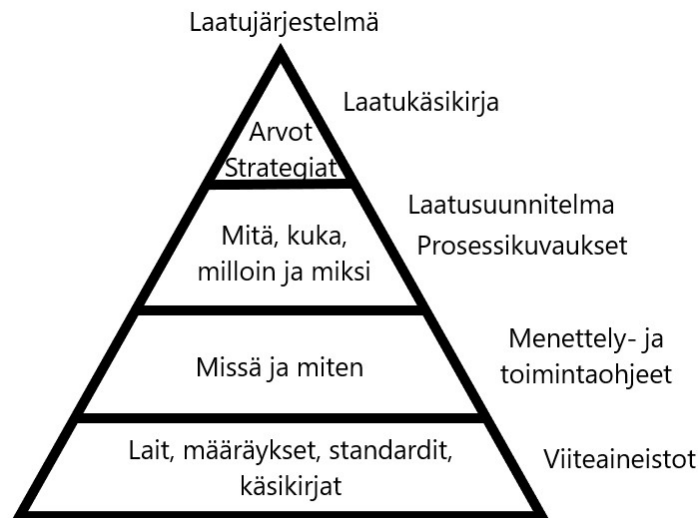 Laatujärjestelmä
Laatukäsikirja
Arvot
Strategiat
Laatusuunnitelma
Prosessikuvaukset
Mitä, kuka,
milloin ja miksi
Menettely- ja
toimintaohjeet
Missä ja miten
Lait, määräykset, standardit,
käsikirjat
Viiteaineistot